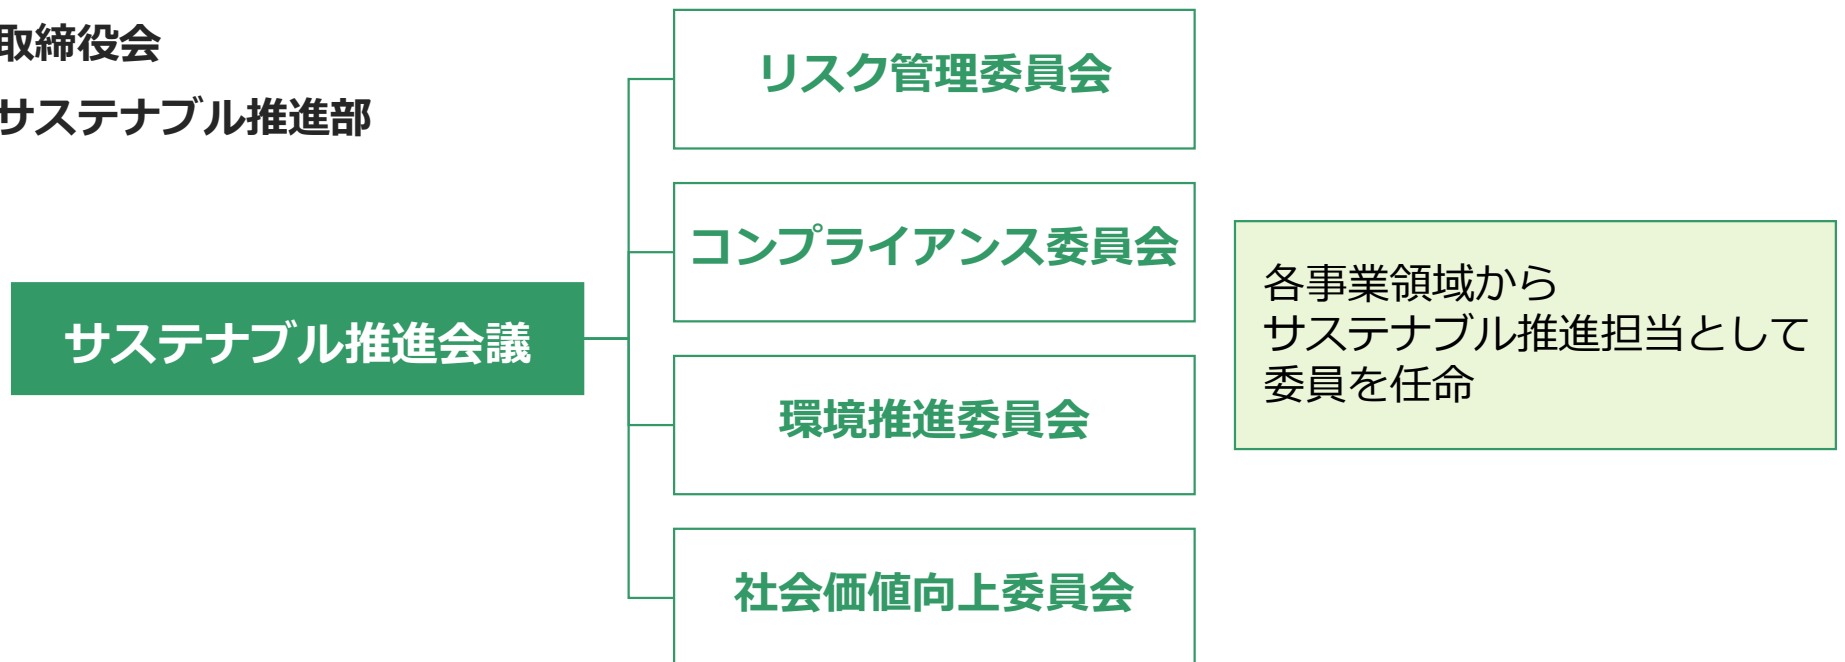 取締役会
サステナブル推進部
リスク管理委員会
コンプライアンス委員会
サステナブル推進会議
環境推進委員会
社会価値向上委員会
各事業領域から
サステナブル推進担当として
委員を任命